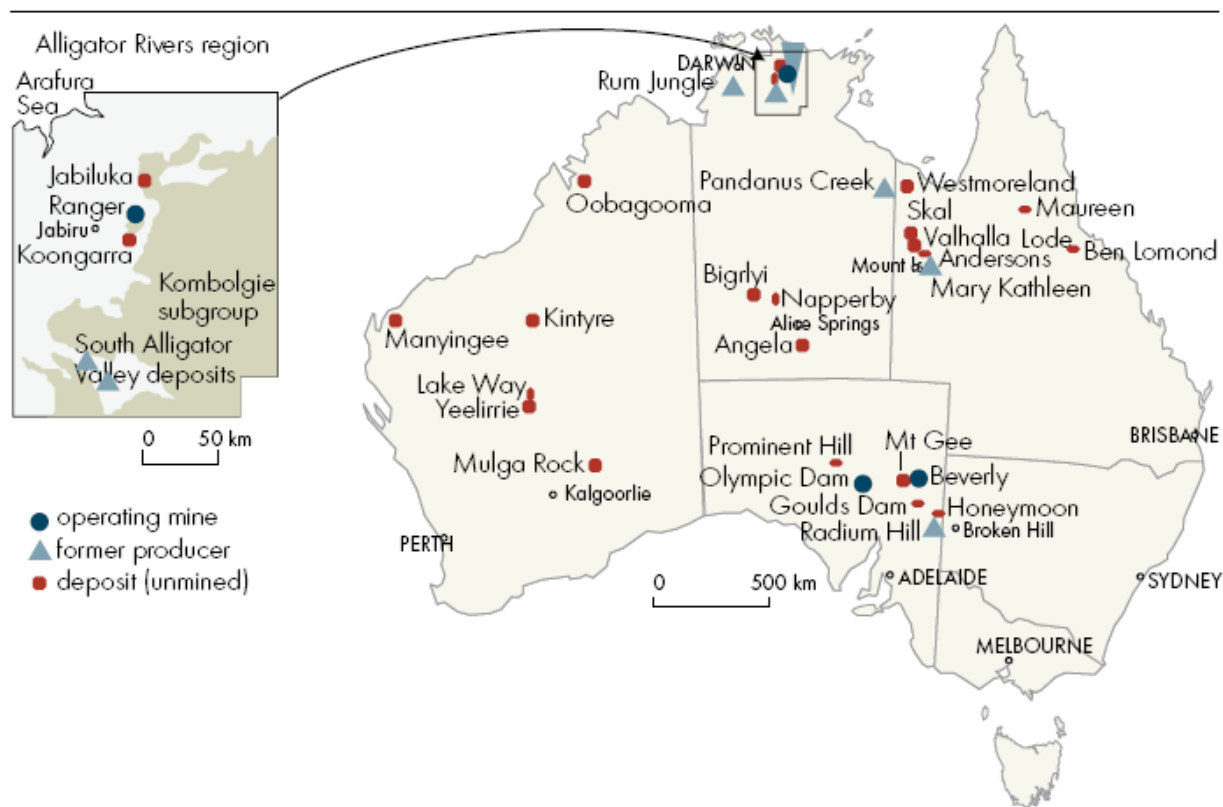 Alligator Rivers region
Arafura
Sea
Jabiluka
Ranger
Jabiru
Koongarra
Kombolgie
subgroup
South Alligator
Valley deposits
0 50 km
operating mine
former producer
deposit (unmined)
DARWIN
Rum Jungle
Oobagooma
Pandanus Creek
Westmoreland
Skal
Maureen
Valhalla
Lode
Ben Lomond
Andersons
Mount Is
Mary Kathleen
Bigrlyi
Napperby
Alice Springs
Angela
Kintyre
Manyingee
Lake Way
Yeelirrie
Mulga Rock
Kalgoorlie
PERTH
Prominent Hill
Mt Gee
Olympic Dam
Beverly
Goulds Dam
Honeymoon
Radium Hill
Broken Hill
BRISBANE
0 500 km
ADELAIDE
SYDNEY
MELBOURNE